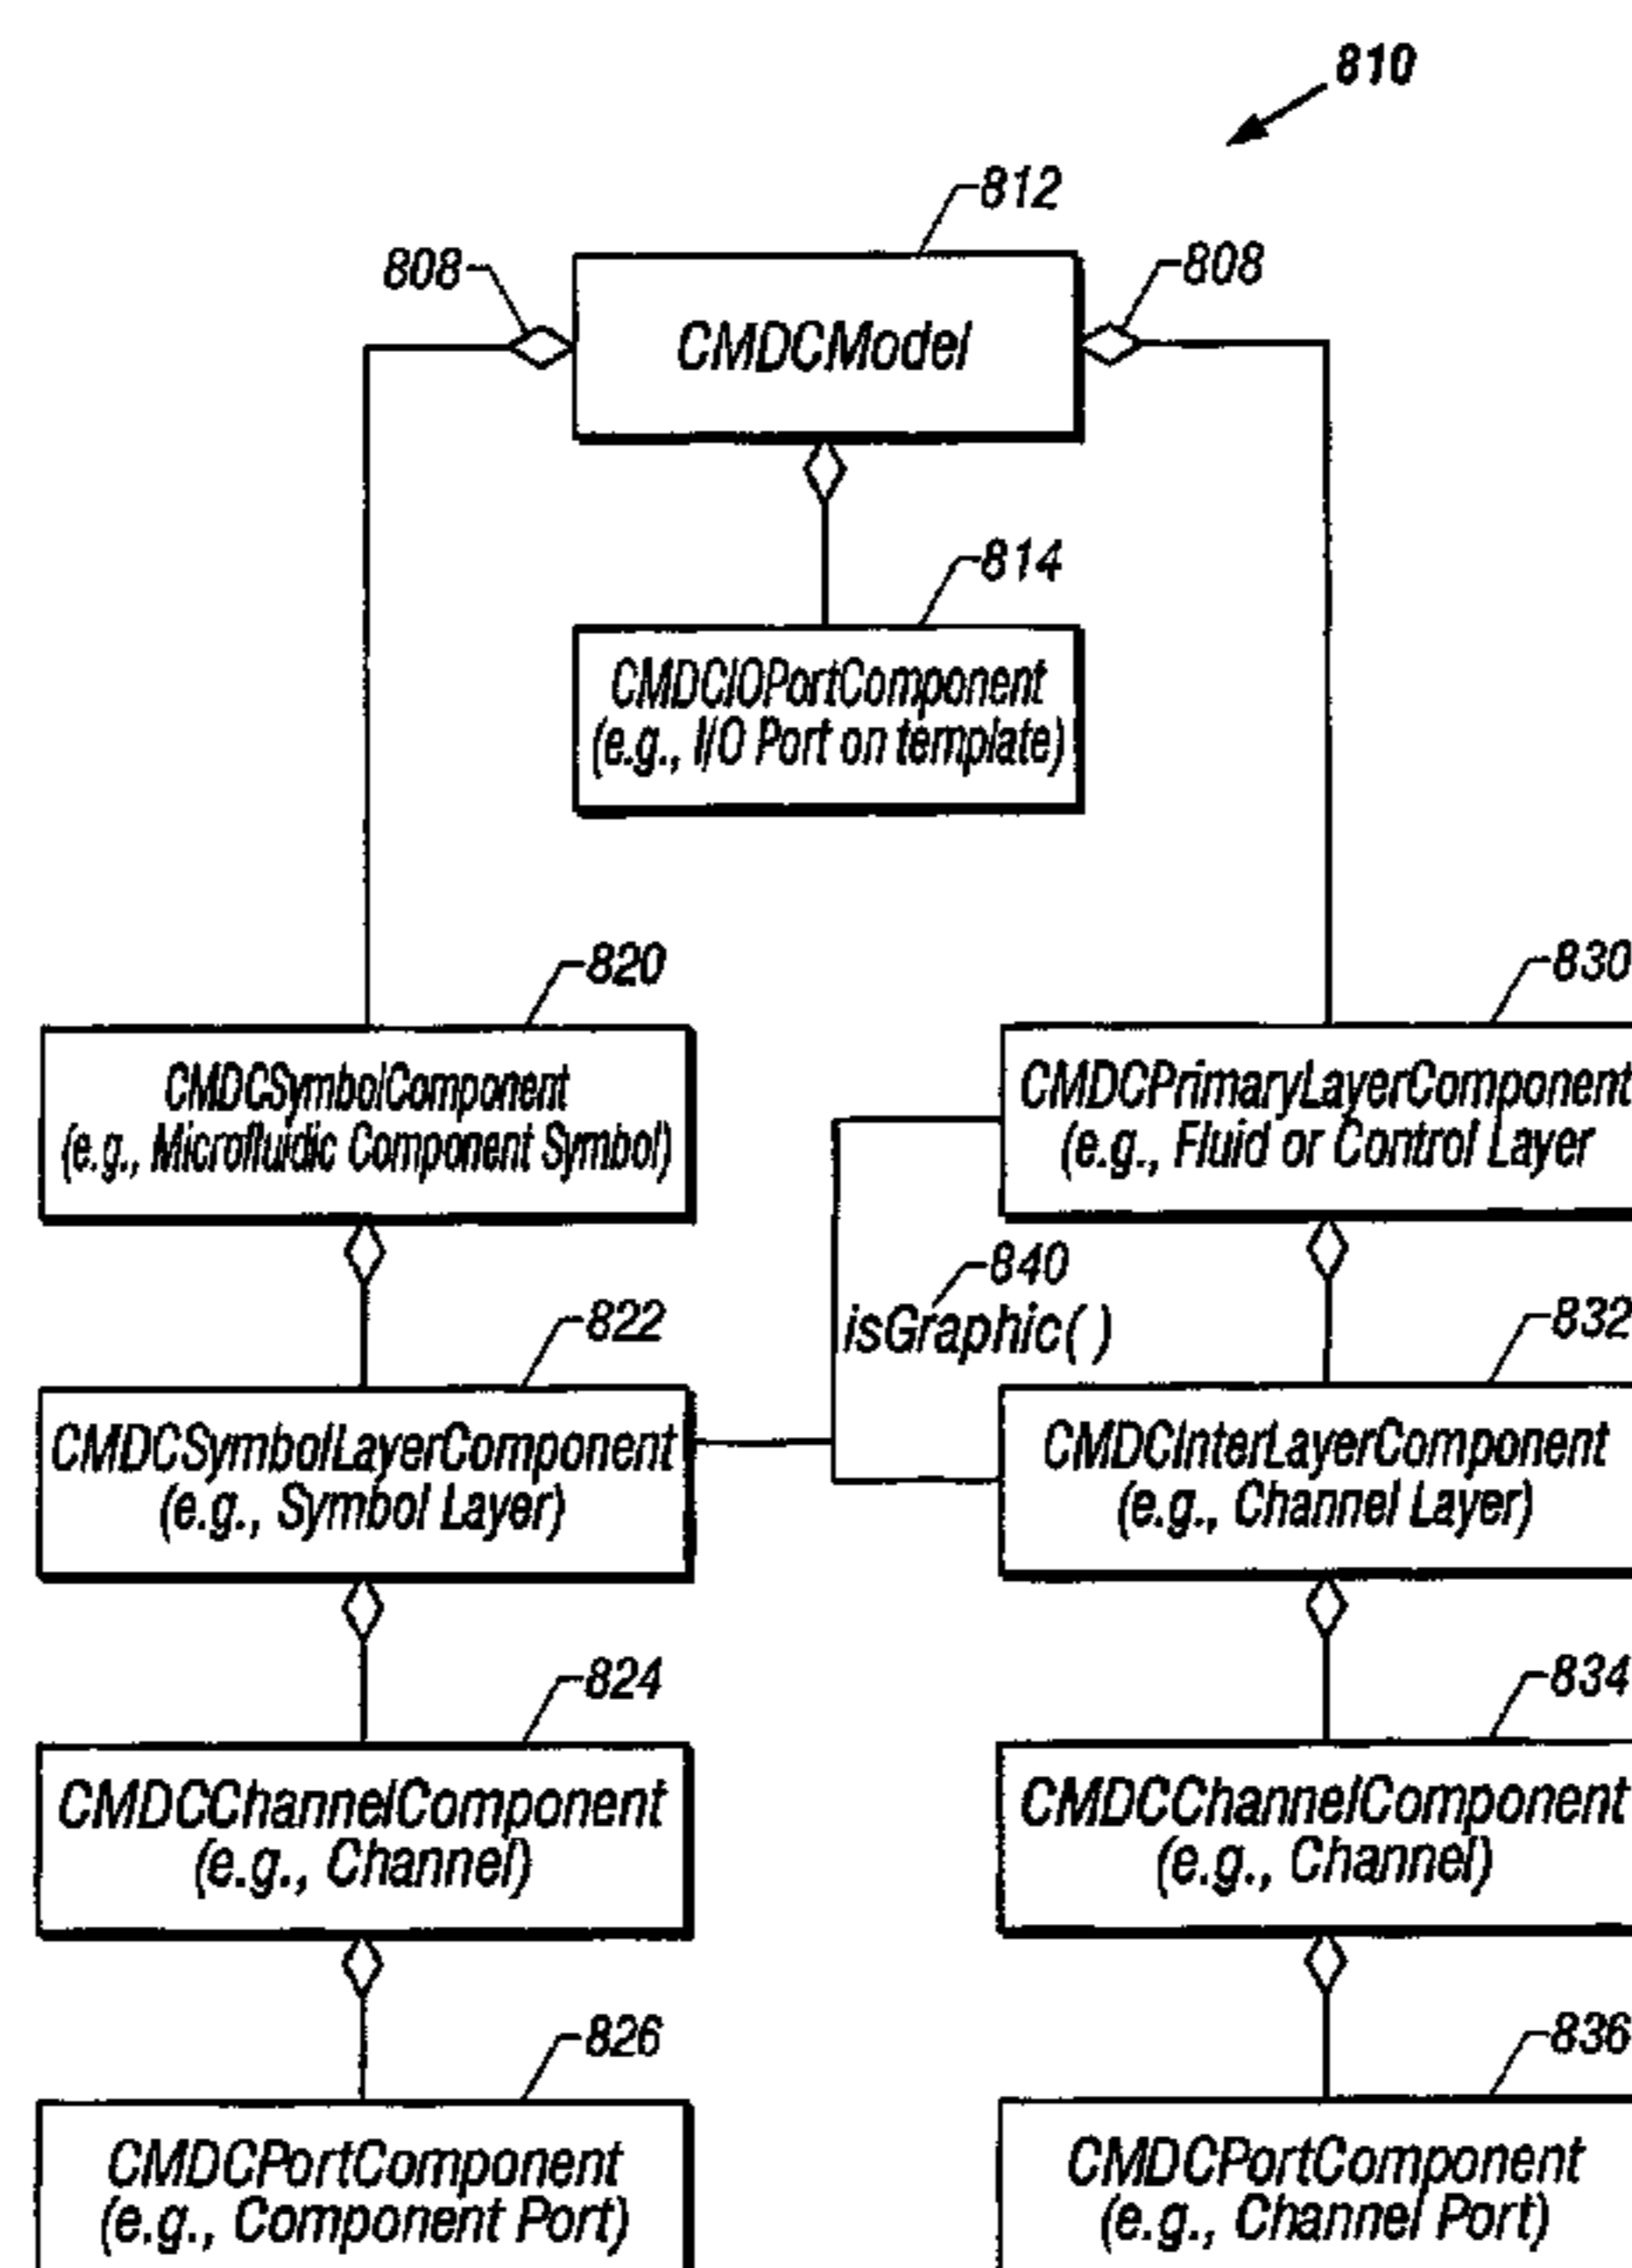 810
812
808
808
CMDCModel
814
CMDCIOPortComponent
(e.g., I/O Port on template)
820
830
CMDCSymbolComponent
(e.g., Microfluidic Component Symbol)
CMDCPrimaryLayerComponent
(e.g., Fluid or Control Layer
840
isGraphic( )
822
832
CMDCSymbolLayerComponent
(e.g., Symbol Layer)
CMDCInterLayerComponent
(e.g., Channel Layer)
824
834
CMDCChannelComponent
(e.g., Channel)
CMDCChannelComponent
(e.g., Channel)
826
836
CMDCPortComponent
(e.g., Component Port)
CMDCPortComponent
(e.g., Channel Port)